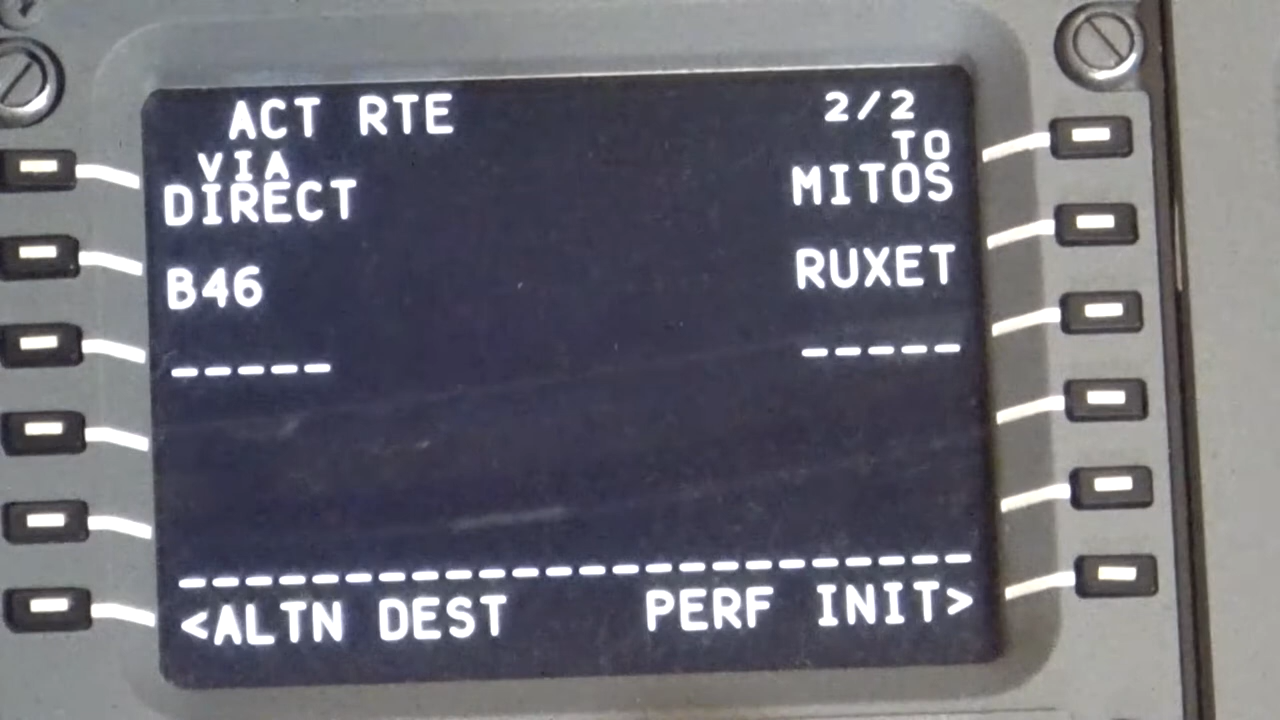 ACT RTE 2/2
VIA TO
DIRECT MITOS
B46 RUXET
----- -----
------------------------
<ALTN DEST PERF INIT>